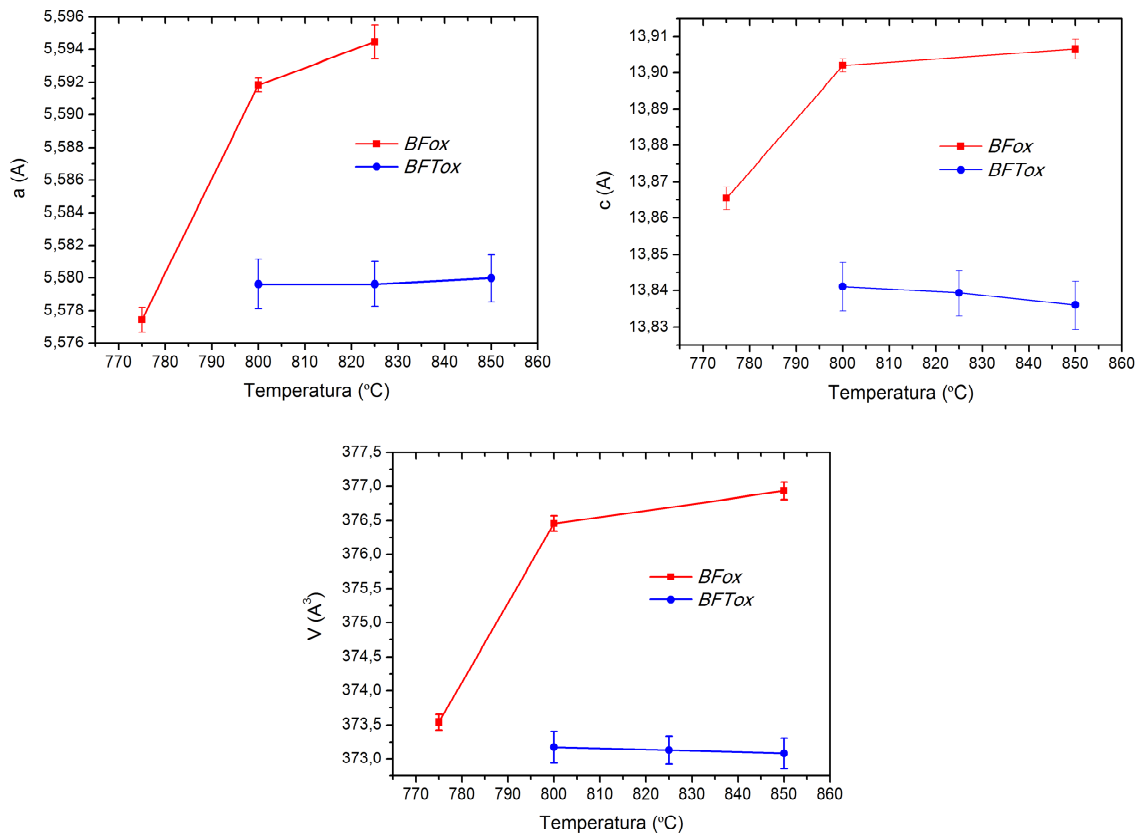 5,596
5,594
5,592
5,590
5,588
5,586
5,584
5,582
5,580
5,578
5,576
a (A)
BFox
BFTox
770 780 790 800 810 820 830 840 850 860
Temperatura (ºC)
13,91
13,90
13,89
13,88
13,87
13,86
13,85
13,84
13,83
c (A)
BFox
BFTox
770 780 790 800 810 820 830 840 850 860
Temperatura (ºC)
377,5
377,0
376,5
376,0
375,5
375,0
374,5
374,0
373,5
373,0
V (A³)
BFox
BFTox
770 780 790 800 810 820 830 840 850 860
Temperatura (ºC)